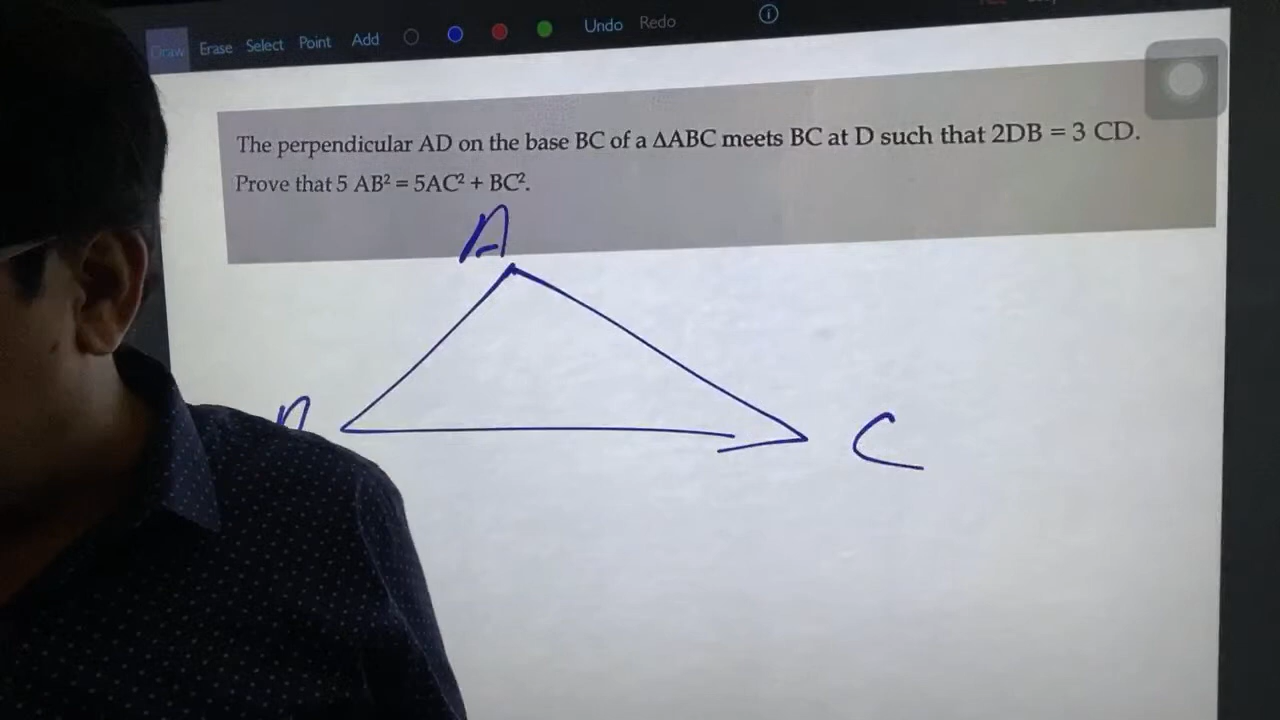 Draw Erase Select Point Add Undo Redo
The perpendicular AD on the base BC of a ΔABC meets BC at D such that 2DB = 3 CD.
Prove that 5 AB² = 5AC² + BC².
A
C